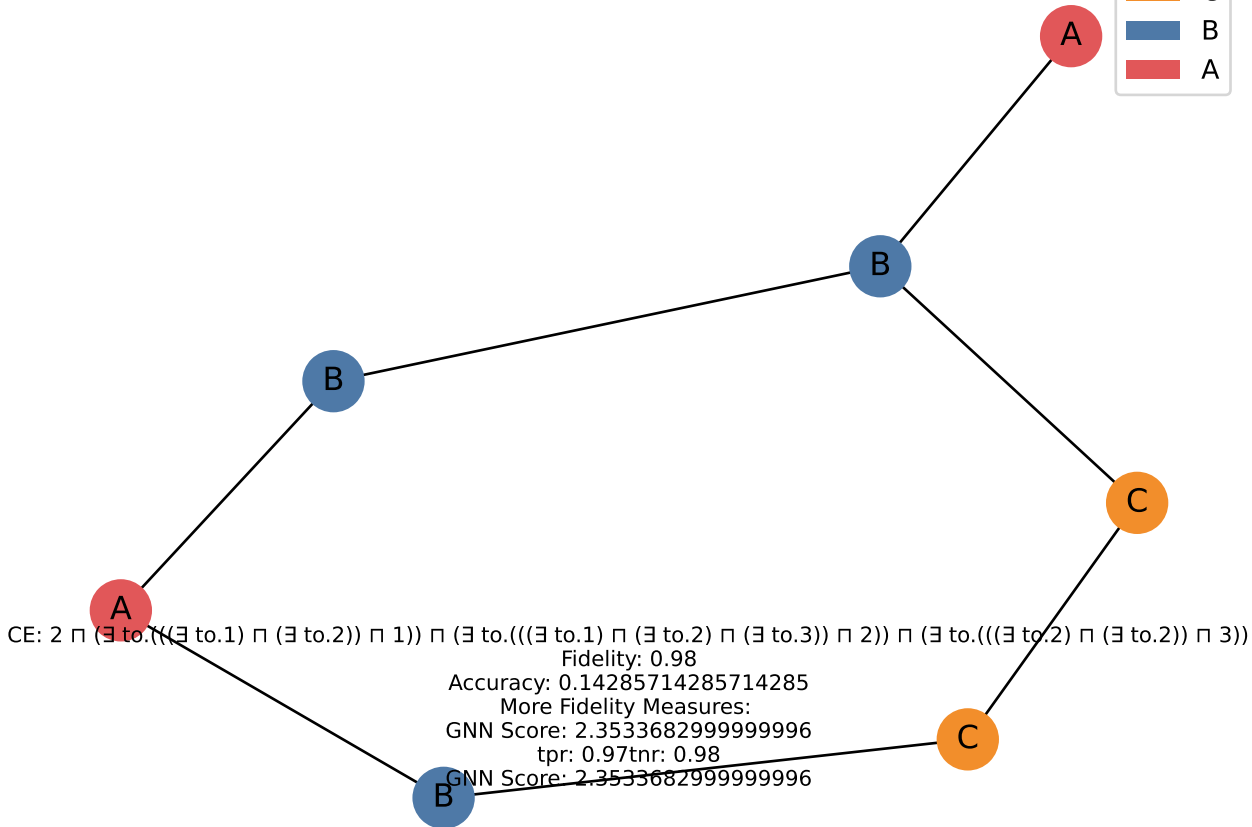 A
B
A
B
B
C
A
CE: 2 ⊓ (∃ to.(((∃ to.1) ⊓ (∃ to.2)) ⊓ 1)) ⊓ (∃ to.(((∃ to.1) ⊓ (∃ to.2) ⊓ (∃ to.3)) ⊓ 2)) ⊓ (∃ to.(((∃ to.2) ⊓ (∃ to.2)) ⊓ 3))
Fidelity: 0.98
Accuracy: 0.14285714285714285
More Fidelity Measures:
GNN Score: 2.3533682999999996
C
tpr: 0.97tnr: 0.98
GNN Score: 2.3533682999999996
B